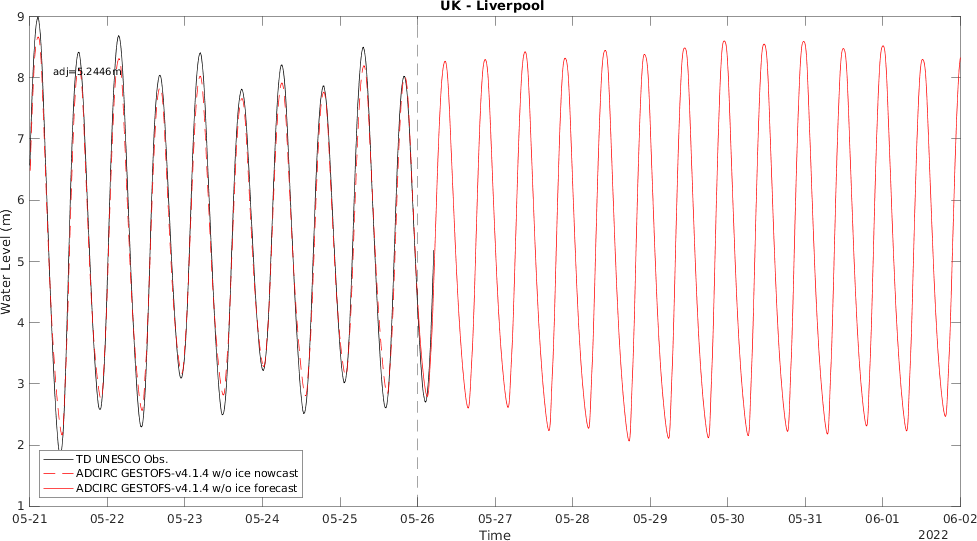 UK - Liverpool
9
adj=5.2446m
8
7
6
5
4
3
2
1
Water Level (m)
TD UNESCO Obs.
ADCIRC GESTOFS-v4.1.4 w/o ice nowcast
ADCIRC GESTOFS-v4.1.4 w/o ice forecast
05-21 05-22 05-23 05-24 05-25 05-26 05-27 05-28 05-29 05-30 05-31 06-01 06-02
Time
2022